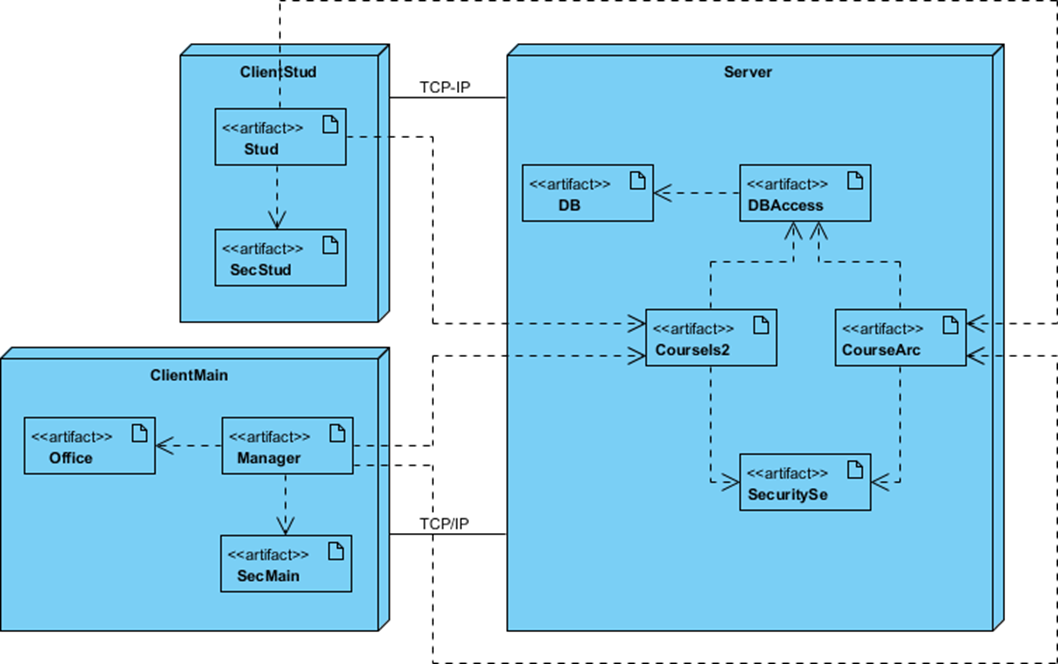 ClientStud
<<artifact>>
Stud
<<artifact>>
SecStud
TCP-IP
Server
<<artifact>>
DB
<<artifact>>
DBAccess
<<artifact>>
CourseIs2
<<artifact>>
CourseArc
<<artifact>>
SecuritySe
ClientMain
<<artifact>>
Office
<<artifact>>
Manager
<<artifact>>
SecMain
TCP/IP